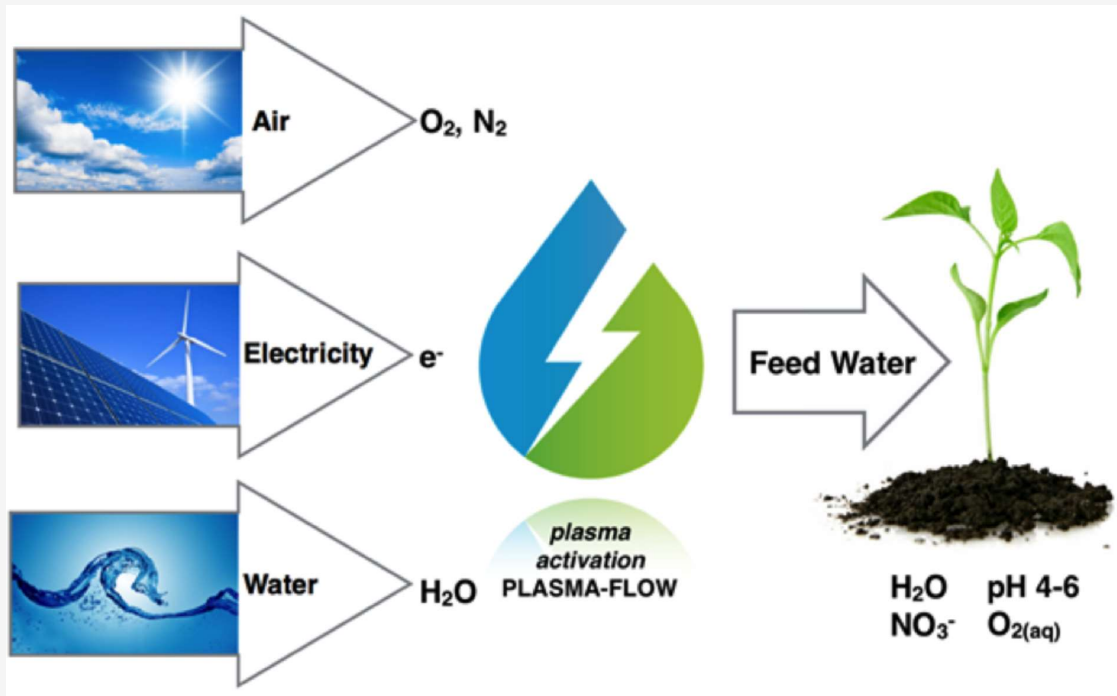 Air
O₂, N₂
Electricity
e⁻
Water
H₂O
plasma
activation
PLASMA-FLOW
Feed Water
H₂O pH 4-6
NO₃⁻ O₂(aq)